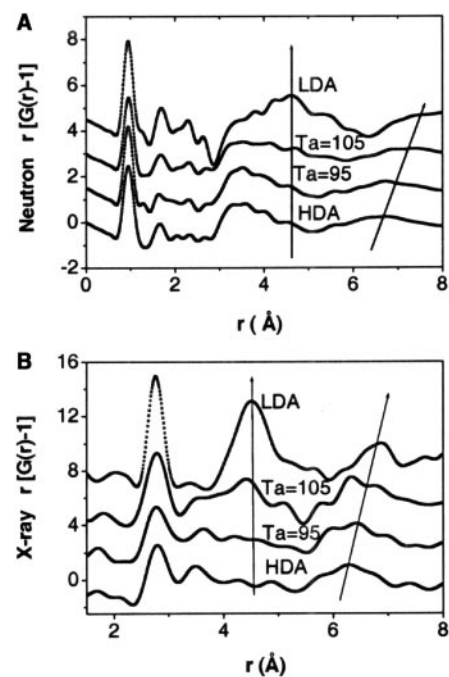 A
Neutron r [G(r)-1]
8
6
4
2
0
-2
LDA
Ta=105
Ta=95
HDA
0 2 4 6 8
r ( Å)
B
X-ray r [G(r)-1]
16
12
8
4
0
LDA
Ta=105
Ta=95
HDA
2 4 6 8
r ( Å)